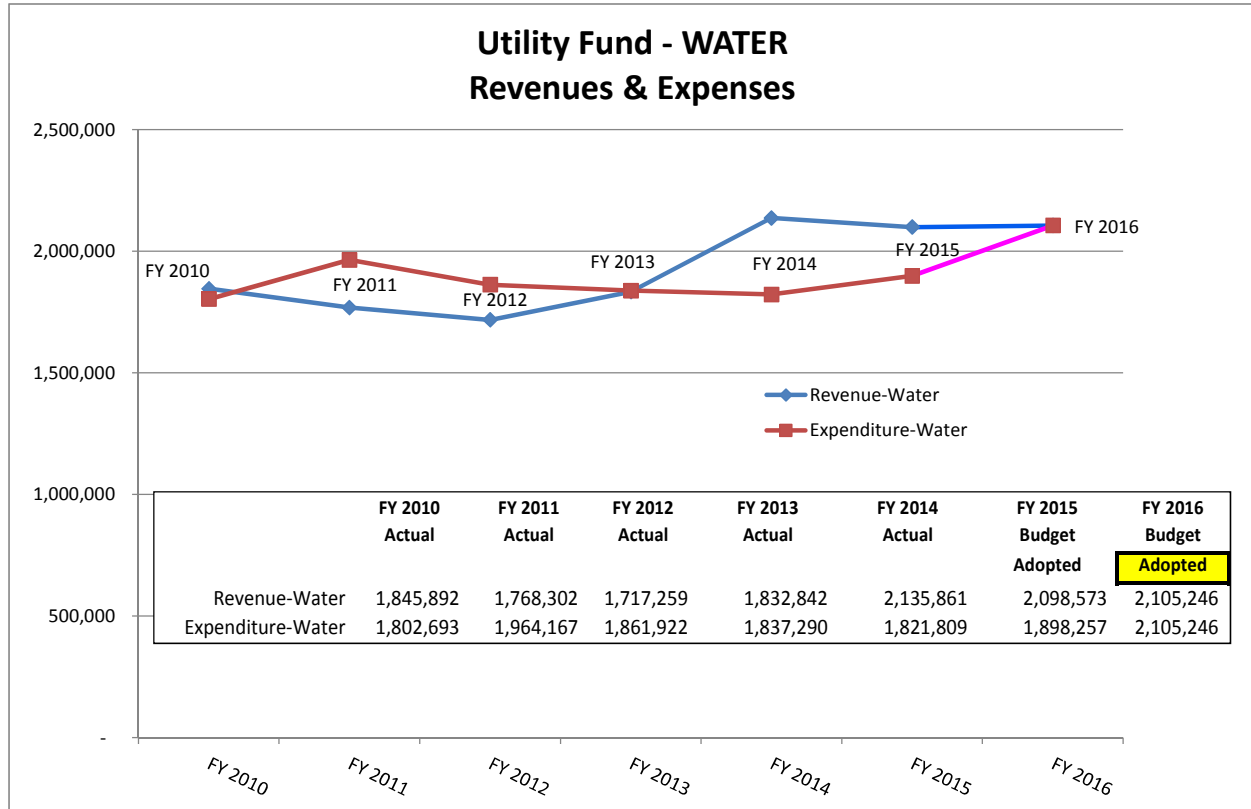 Utility Fund - WATER
Revenues & Expenses
2,500,000
2,000,000
1,500,000
1,000,000
500,000
-
FY 2010
FY 2011
FY 2012
FY 2013
FY 2014
FY 2015
FY 2016
Revenue-Water
Expenditure-Water
FY 2010 FY 2011 FY 2012 FY 2013 FY 2014 FY 2015 FY 2016
Actual Actual Actual Actual Actual Budget Budget
Adopted Adopted
Revenue-Water 1,845,892 1,768,302 1,717,259 1,832,842 2,135,861 2,098,573 2,105,246
Expenditure-Water 1,802,693 1,964,167 1,861,922 1,837,290 1,821,809 1,898,257 2,105,246
FY 2010 FY 2011 FY 2012 FY 2013 FY 2014 FY 2015 FY 2016